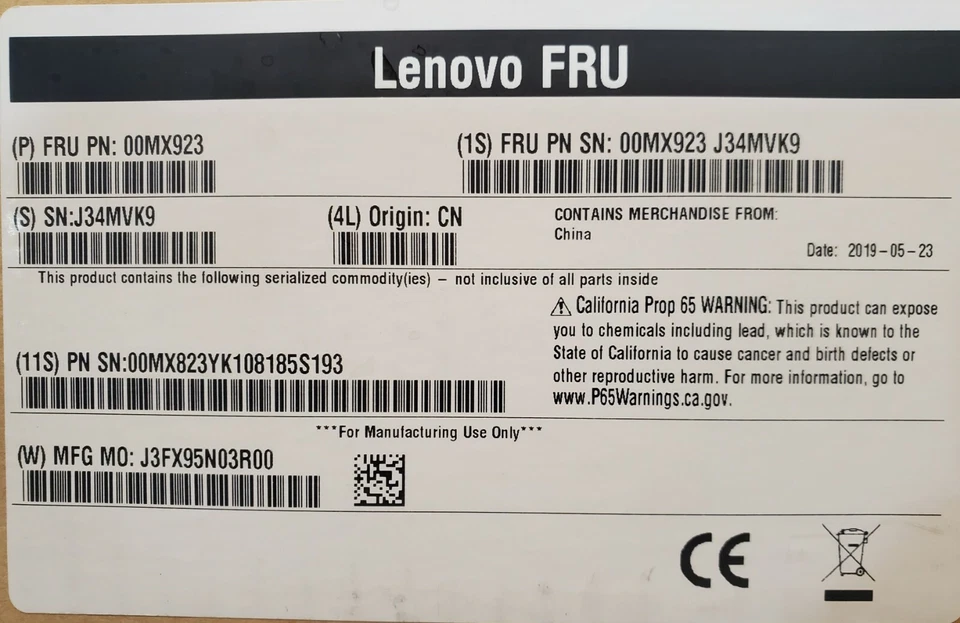 Lenovo FRU
(P) FRU PN: 00MX923
(1S) FRU PN SN: 00MX923 J34MVK9
(S) SN:J34MVK9
(4L) Origin: CN
CONTAINS MERCHANDISE FROM:
China
Date: 2019-05-23
This product contains the following serialized commodity(ies) – not inclusive of all parts inside
⚠ California Prop 65 WARNING: This product can expose
you to chemicals including lead, which is known to the
State of California to cause cancer and birth defects or
other reproductive harm. For more information, go to
www.P65Warnings.ca.gov.
(11S) PN SN:00MX823YK108185S193
***For Manufacturing Use Only***
(W) MFG MO: J3FX95N03R00
CE